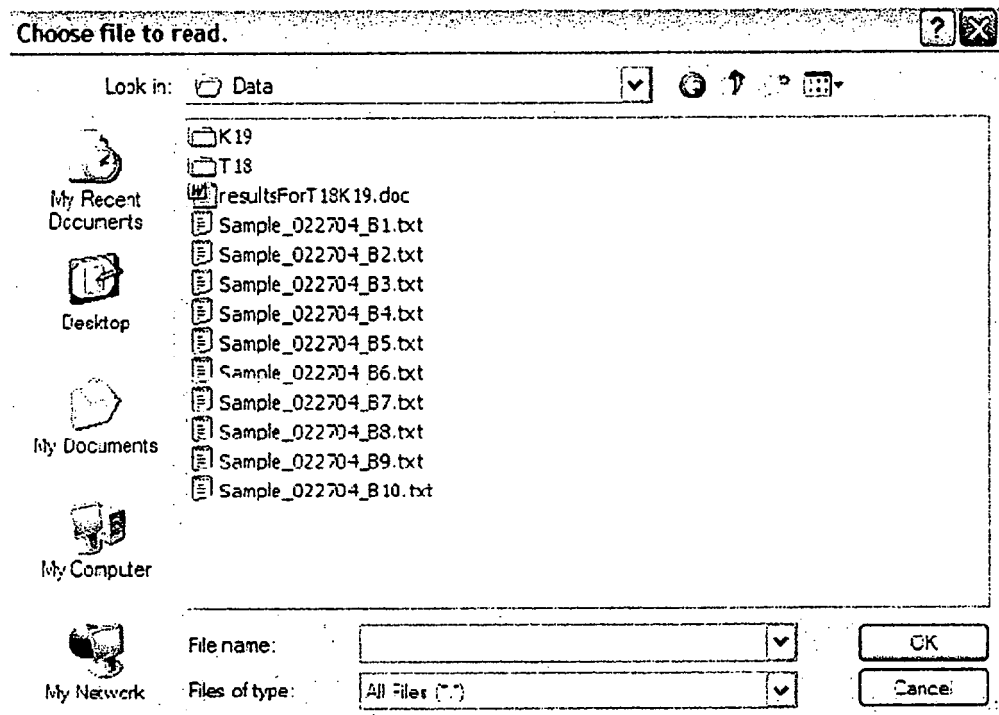 Choose file to read.
Look in: Data
K19
T18
resultsForT18K19.doc
Sample_022704_B1.txt
Sample_022704_B2.txt
Sample_022704_B3.txt
Sample_022704_B4.txt
Sample_022704_B5.txt
Sample_022704_B6.txt
Sample_022704_B7.txt
Sample_022704_B8.txt
Sample_022704_B9.txt
Sample_022704_B10.txt
My Recent
Documents
Desktop
My Documents
My Computer
My Network
File name:
OK
Files of type: All Files (*.*)
Cancel